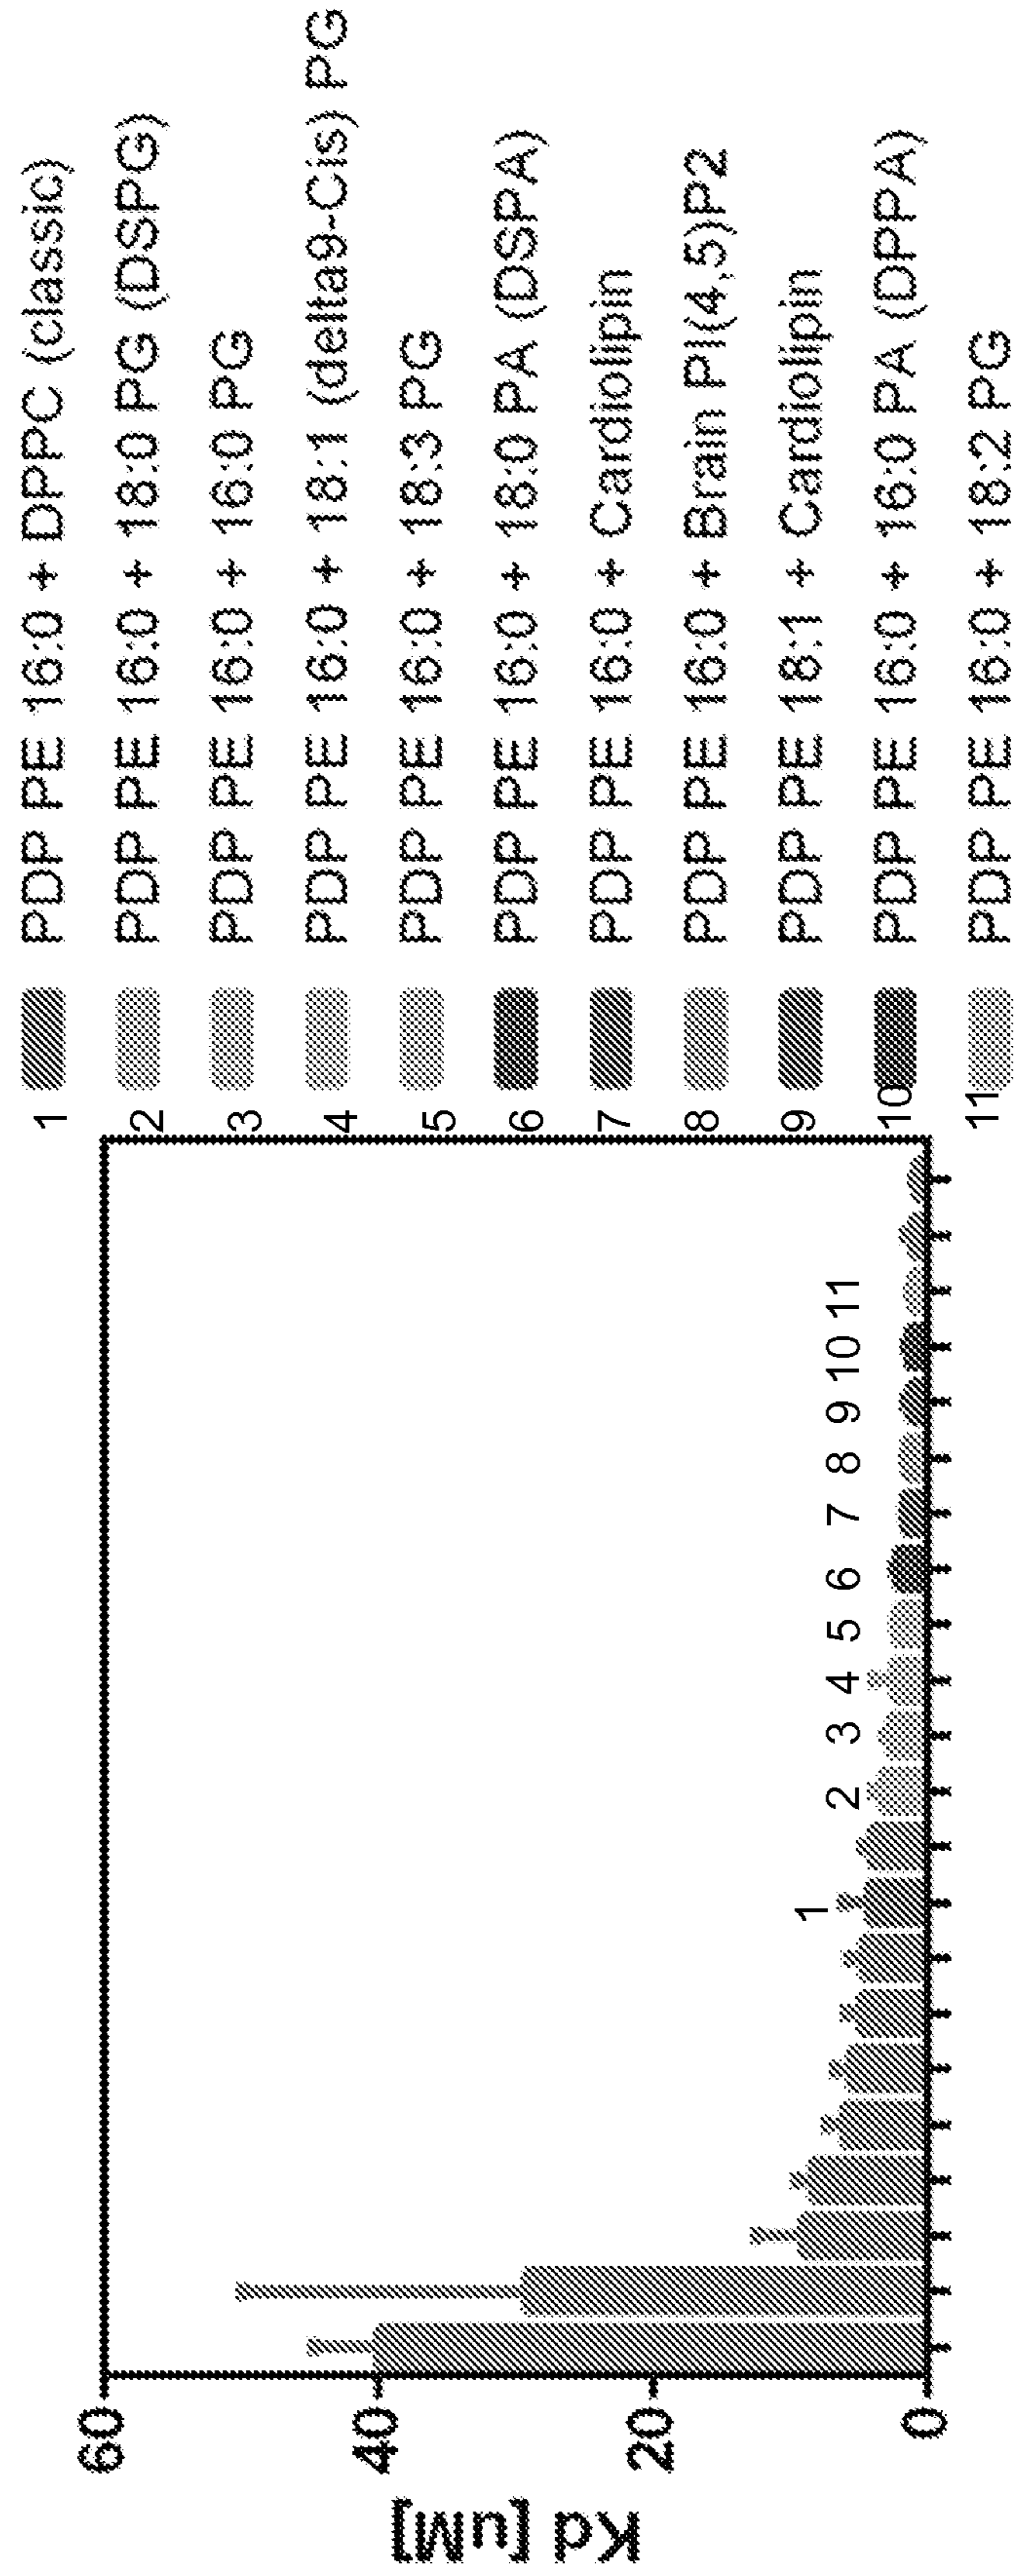 Kd [uM]
60
40
20
0
1
2
3
4
5
6
7
8
9
10
11
1 PDP PE 16:0 + DPPC (classic)
2 PDP PE 16:0 + 18:0 PG (DSPG)
3 PDP PE 16:0 + 16:0 PG
4 PDP PE 16:0 + 18:1 (delta9-Cis) PG
5 PDP PE 16:0 + 18:3 PG
6 PDP PE 16:0 + 18:0 PA (DSPA)
7 PDP PE 16:0 + Cardiolipin
8 PDP PE 16:0 + Brain PI(4,5)P2
9 PDP PE 18:1 + Cardiolipin
10 PDP PE 16:0 + 16:0 PA (DPPA)
11 PDP PE 16:0 + 18:2 PG